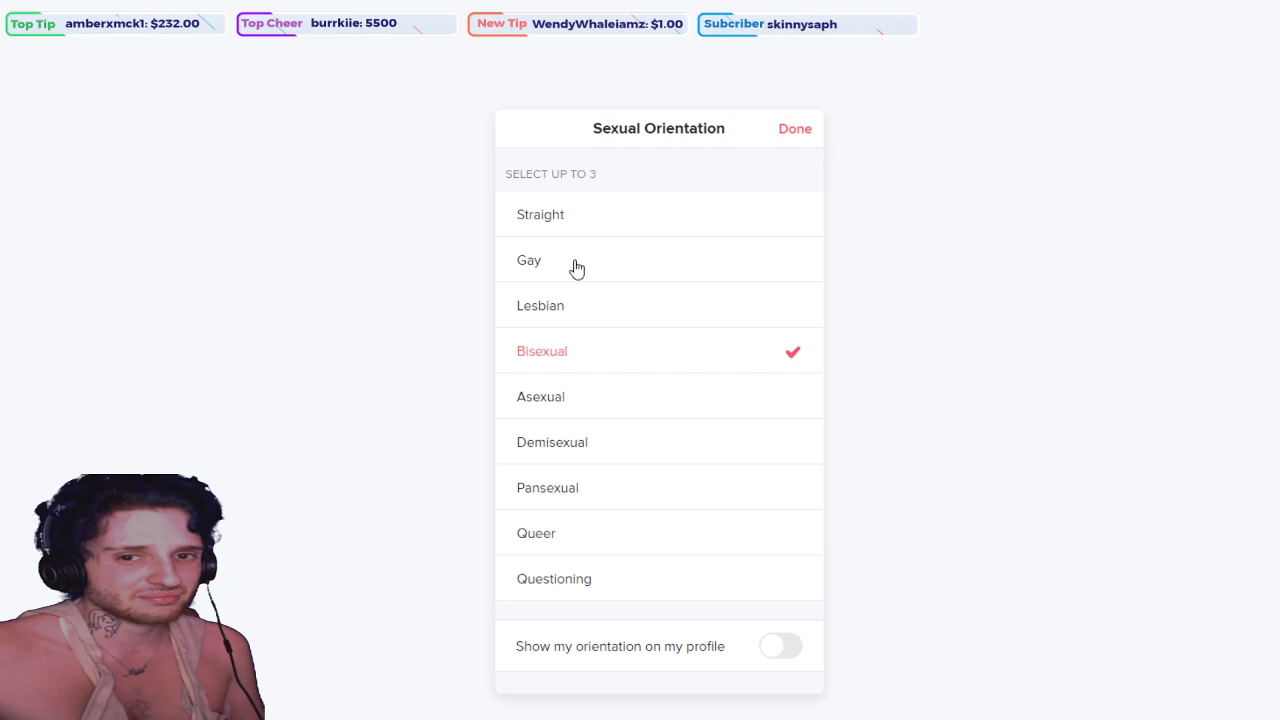 Top Tip amberxmck1: $232.00 Top Cheer burrkiie: 5500 New Tip WendyWhaleiamz: $1.00 Subcriber skinnysaph
Sexual Orientation Done
SELECT UP TO 3
Straight
Gay
Lesbian
Bisexual
Asexual
Demisexual
Pansexual
Queer
Questioning
Show my orientation on my profile